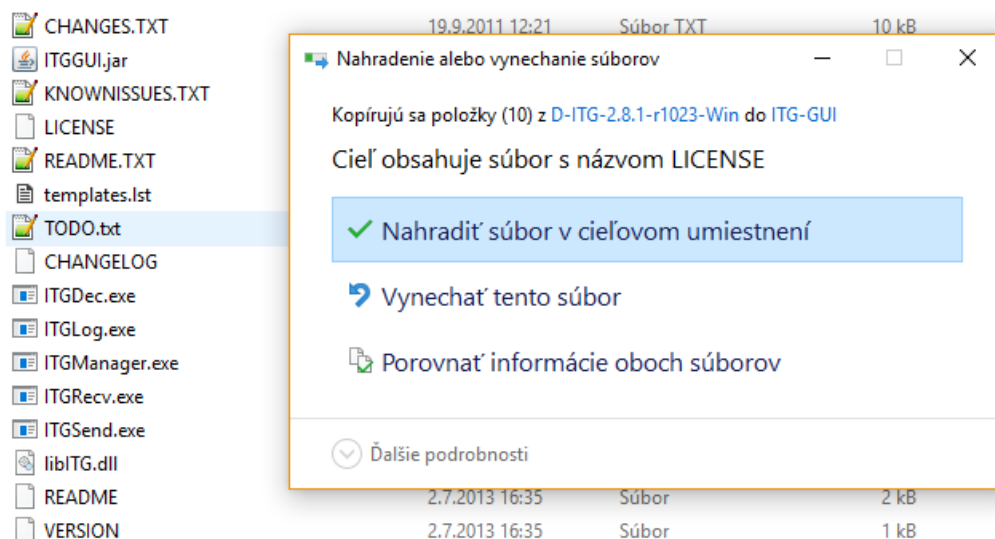 CHANGES.TXT 19.9.2011 12:21 Súbor TXT 10 kB
ITGGUI.jar
KNOWNISSUES.TXT
LICENSE
README.TXT
templates.lst
TODO.txt
CHANGELOG
ITGDec.exe
ITGLog.exe
ITGManager.exe
ITGRecv.exe
ITGSend.exe
libITG.dll
README 2.7.2013 16:35 Súbor 2 kB
VERSION 2.7.2013 16:35 Súbor 1 kB
Nahradenie alebo vynechanie súborov
Kopírujú sa položky (10) z D-ITG-2.8.1-r1023-Win do ITG-GUI
Cieľ obsahuje súbor s názvom LICENSE
Nahradiť súbor v cieľovom umiestnení
Vynechať tento súbor
Porovnať informácie oboch súborov
Ďalšie podrobnosti